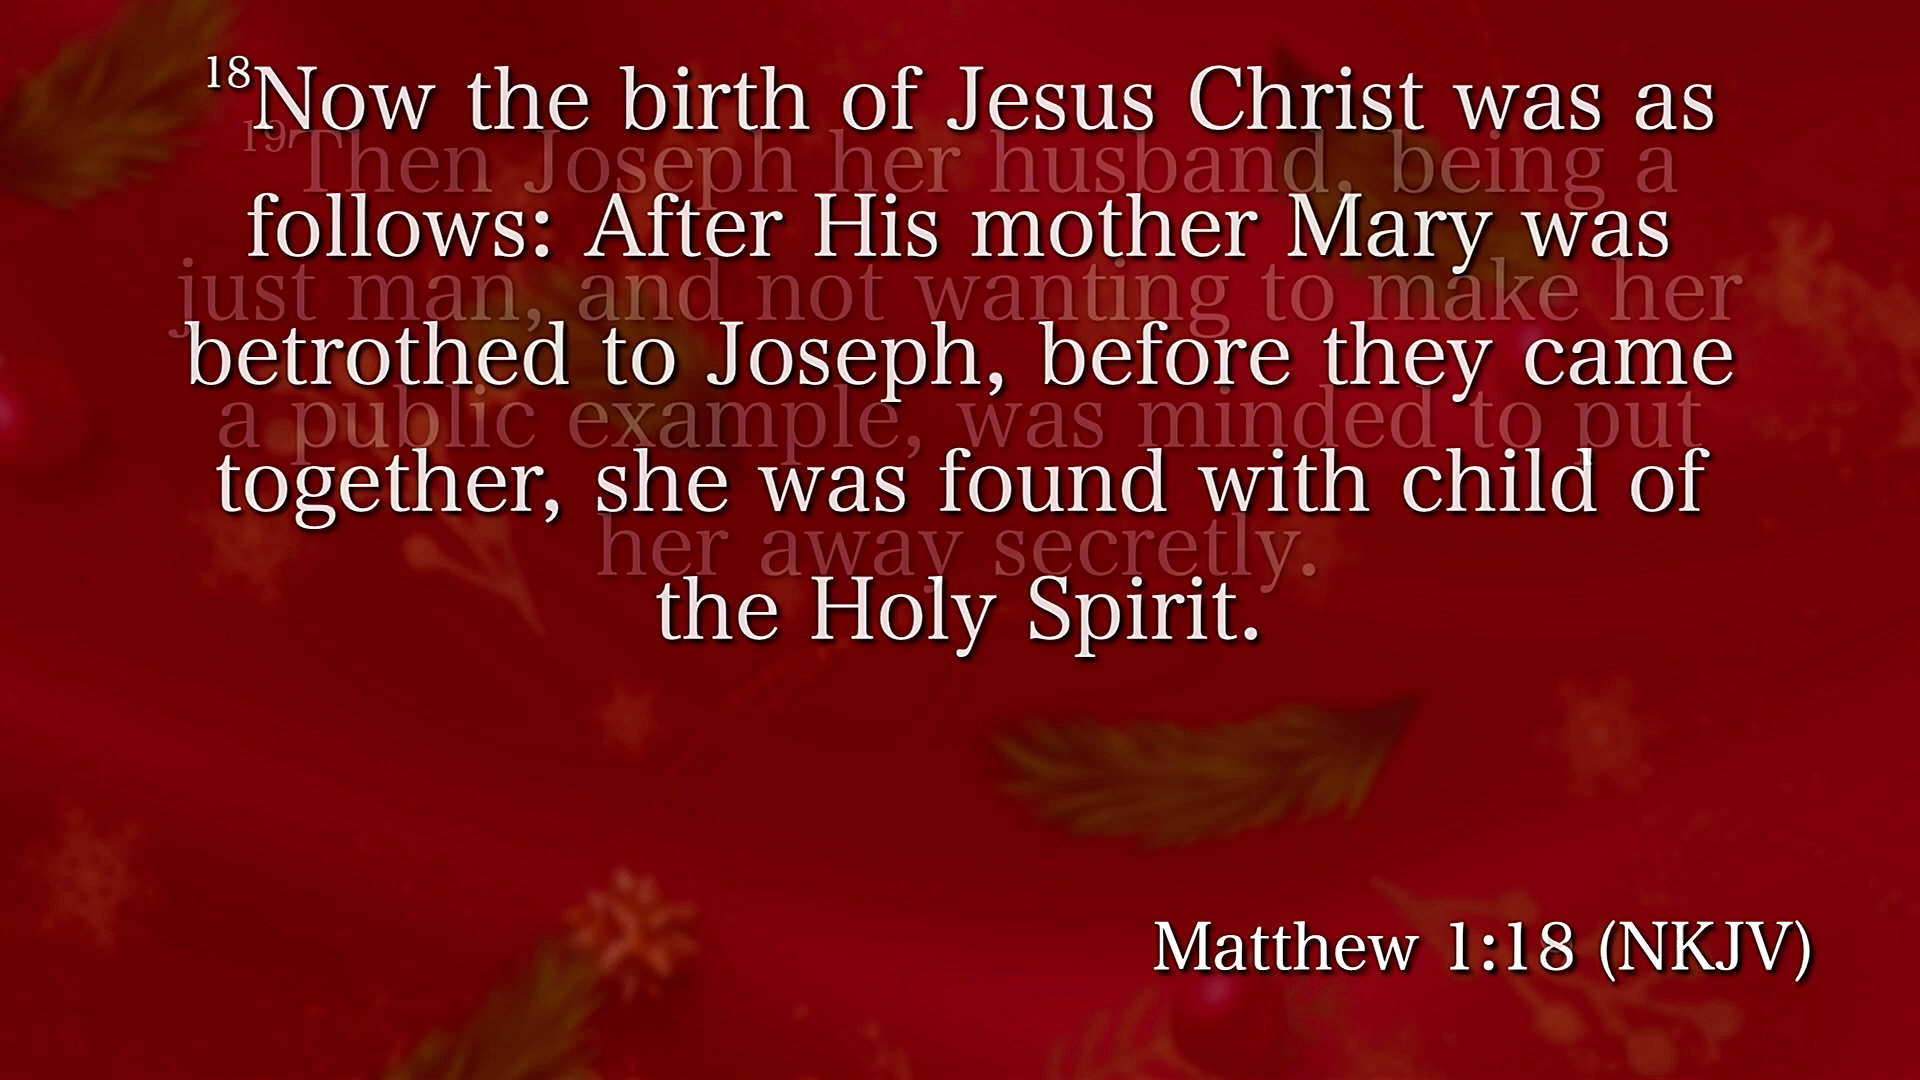 18Now the birth of Jesus Christ was as
19Then Joseph her husband, being a
follows: After His mother Mary was
just man, and not wanting to make her
betrothed to Joseph, before they came
a public example, was minded to put
together, she was found with child of
her away secretly.
the Holy Spirit.
Matthew 1:18 (NKJV)